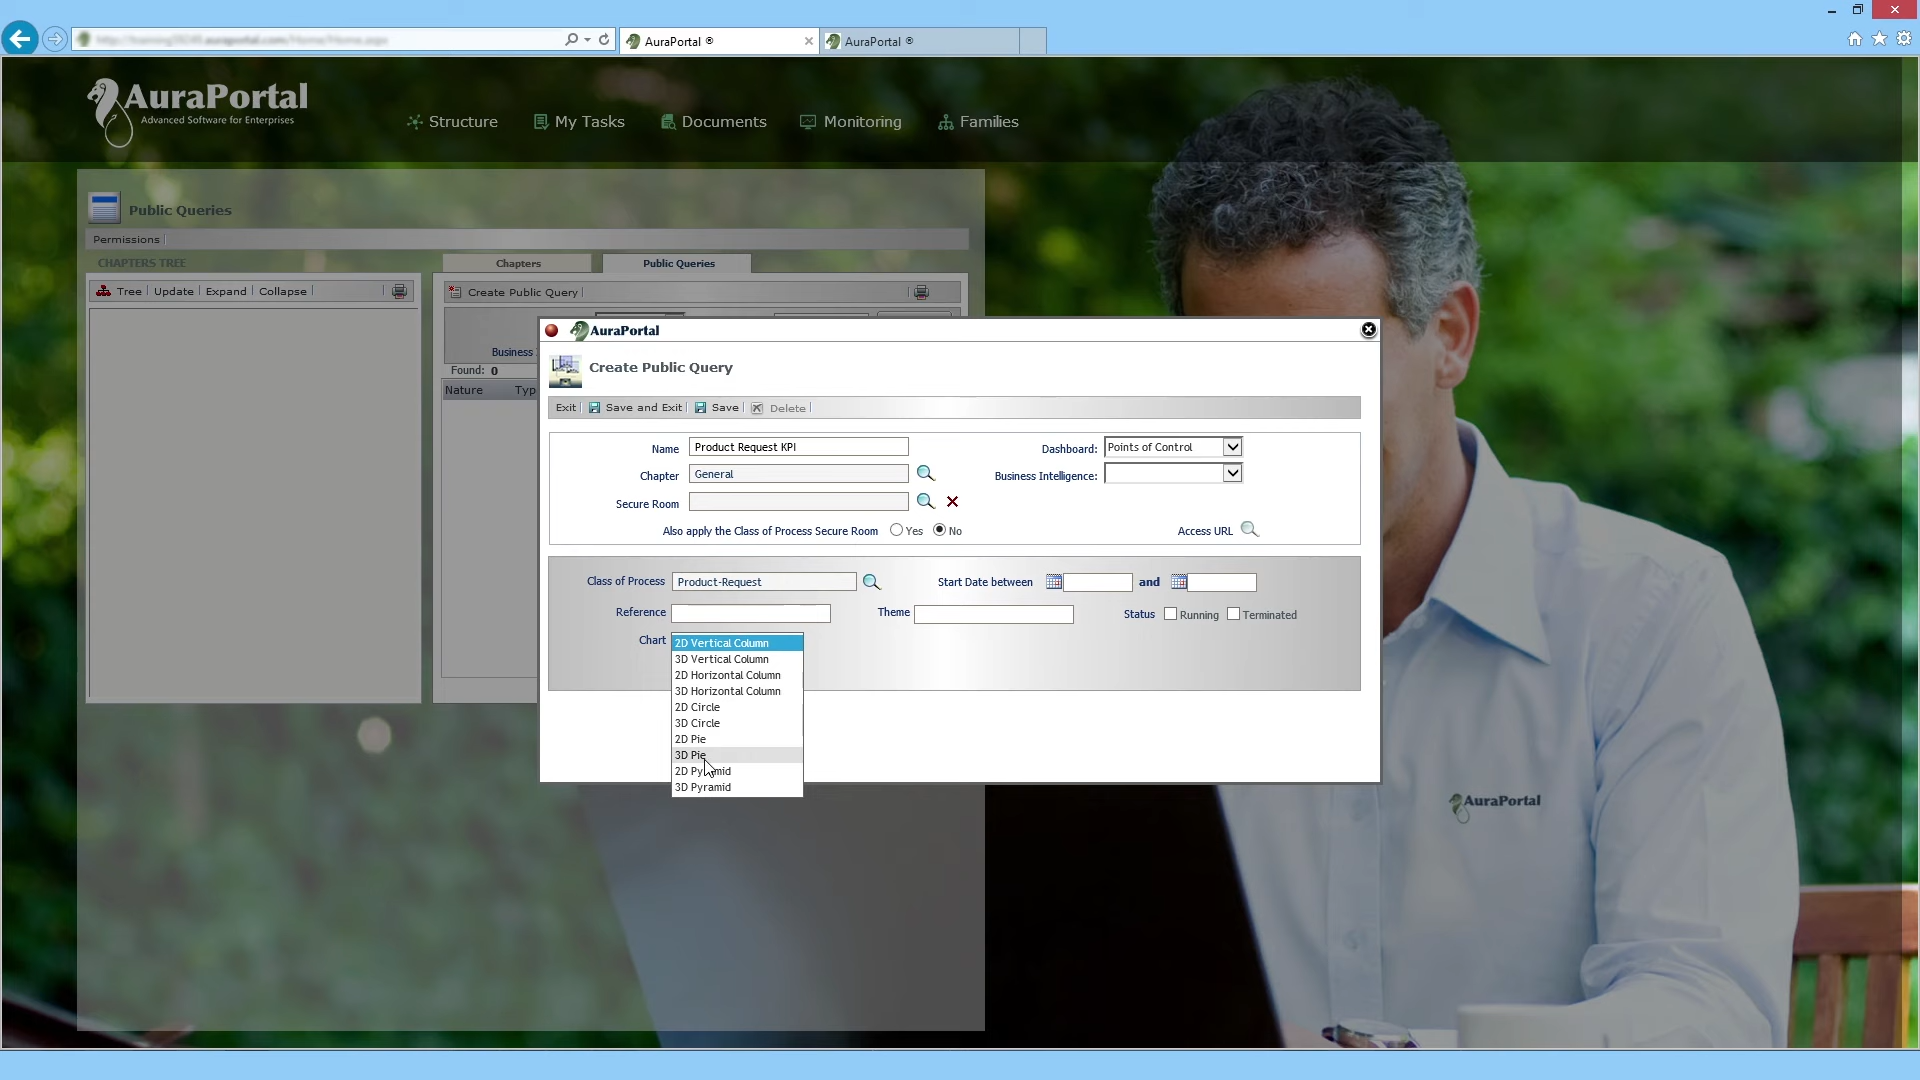 AuraPortal ®
AuraPortal ®
AuraPortal
Advanced Software for Enterprises
Structure
My Tasks
Documents
Monitoring
Families
Public Queries
Permissions
CHAPTERS TREE
Chapters
Public Queries
Tree
Update
Expand
Collapse
Create Public Query
Business
Found: 0
Nature
Typ
AuraPortal
Create Public Query
Exit
Save and Exit
Save
Delete
Name
Product Request KPI
Dashboard:
Points of Control
Chapter
General
Business Intelligence:
Secure Room
Also apply the Class of Process Secure Room
Yes
No
Access URL
Class of Process
Product-Request
Start Date between
and
Reference
Theme
Status
Running
Terminated
Chart
2D Vertical Column
3D Vertical Column
2D Horizontal Column
3D Horizontal Column
2D Circle
3D Circle
2D Pie
3D Pie
2D Pyramid
3D Pyramid
AuraPortal